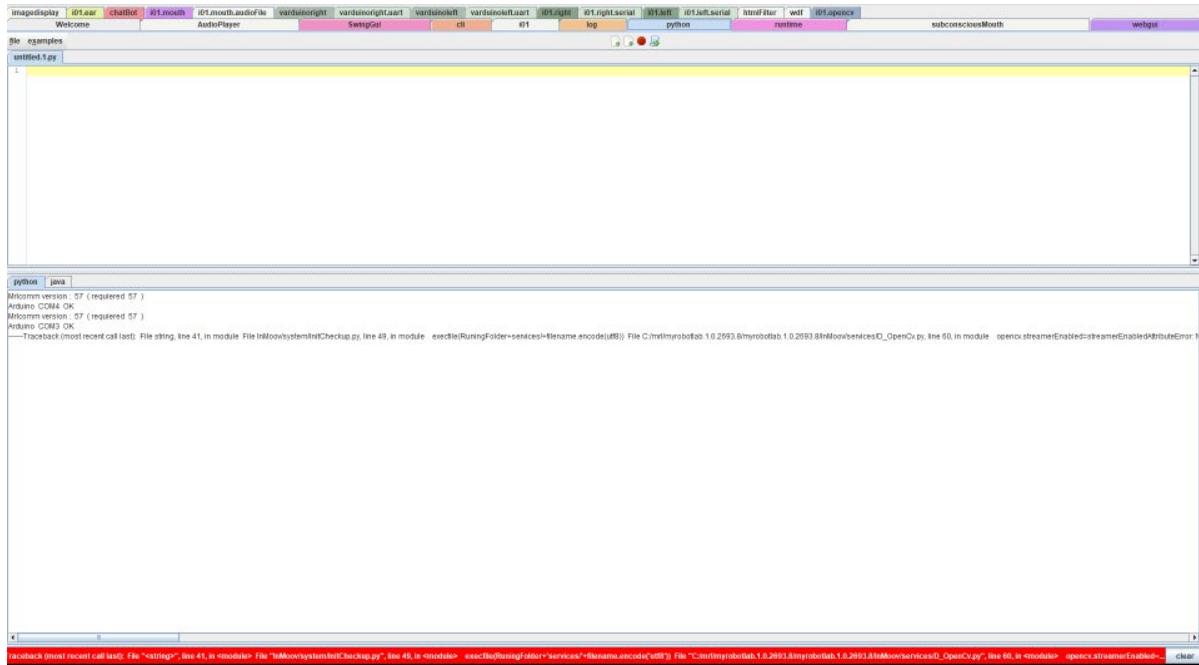 imagedisplay i01.ear chatBot i01.mouth i01.mouth.audioFile varduinoright varduinoright.uart varduinoleft varduinoleft.uart i01.right i01.right.serial i01.left i01.left.serial htmlFilter wdf i01.opencv
Welcome AudioPlayer SwingGui cli i01 log python runtime subconsciousMouth webgui
file examples
untitled.1.py
1
python java
Mrlcomm version : 57 ( requiered 57 )
Arduino COM4 OK
Mrlcomm version : 57 ( requiered 57 )
Arduino COM3 OK
------Traceback (most recent call last): File string, line 41, in module File InMoov/system/InitCheckup.py, line 49, in module execfile(RuningFolder+services/+filename.encode(utf8)) File C:/mrl/myrobotlab.1.0.2693.8/myrobotlab.1.0.2693.8/InMoov/services/D_OpenCv.py, line 60, in module opencv.streamerEnabled=streamerEnabledAttributeError:
Traceback (most recent call last): File "<string>", line 41, in <module> File "InMoov/system/InitCheckup.py", line 49, in <module> execfile(RuningFolder+'services/'+filename.encode('utf8')) File "C:/mrl/myrobotlab.1.0.2693.8/myrobotlab.1.0.2693.8/InMoov/services/D_OpenCv.py", line 60, in <module> opencv.streamerEnabled=... clear